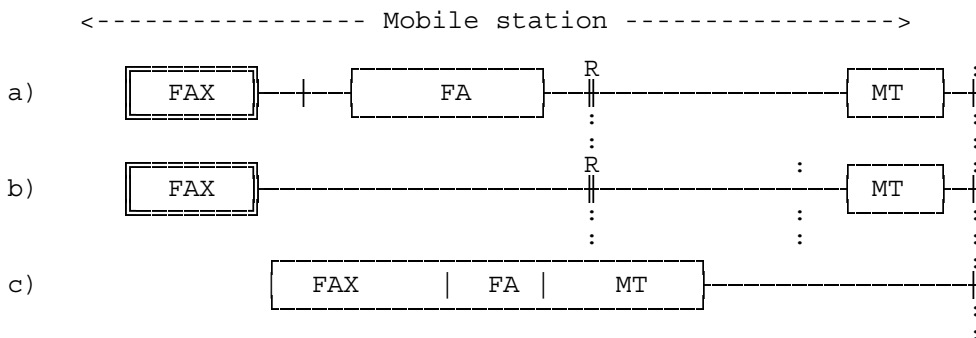 <----------------- Mobile station ----------------->
R
a) FAX FA MT
R
b) FAX MT
c) FAX | FA | MT